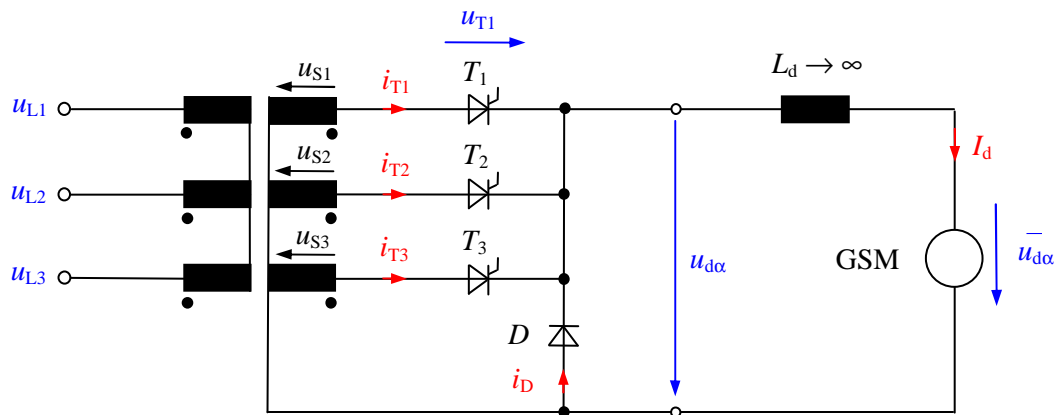 u_T1
u_S1
i_T1
T_1
L_d → ∞
u_L1
u_S2
i_T2
T_2
I_d
u_L2
u_S3
i_T3
T_3
u_L3
u_dα
GSM
u̅_dα
D
i_D